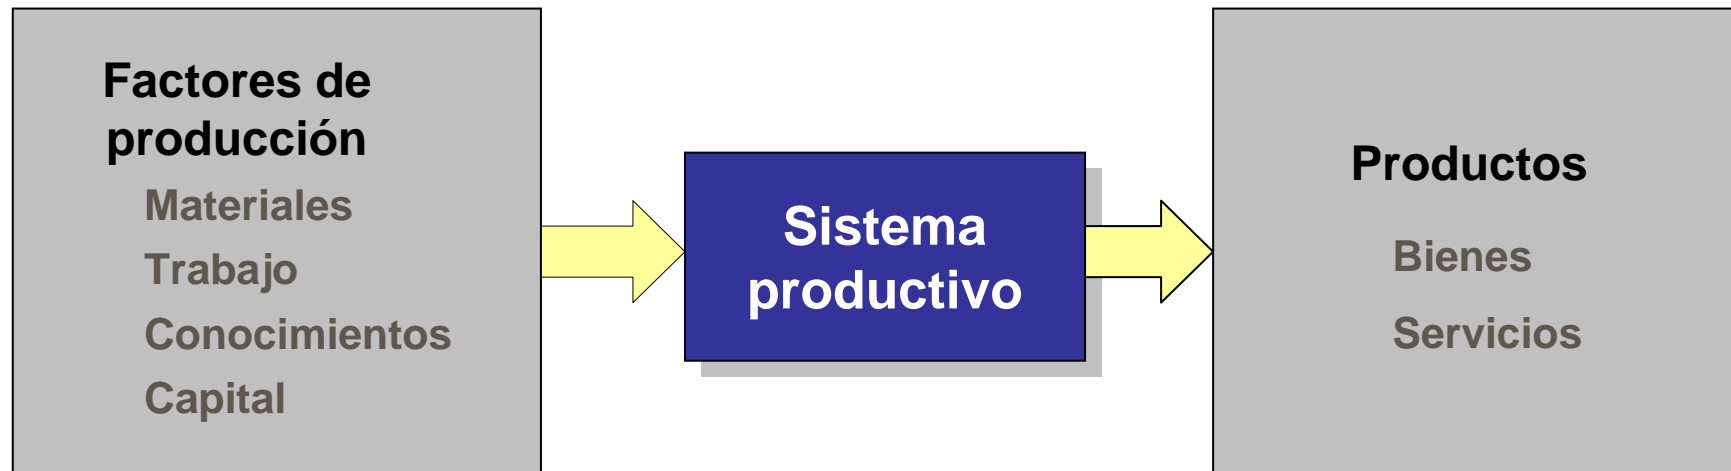 Factores de
producción
Materiales
Trabajo
Conocimientos
Capital
Sistema
productivo
Productos
Bienes
Servicios